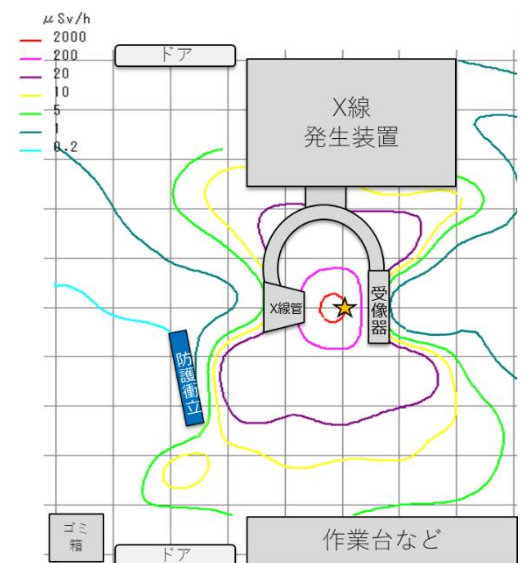 μSv/h
2000
200
20
10
5
1
0.2
ドア
X線
発生装置
X線管
受像器
防護衝立
ゴミ
箱
ドア
作業台など